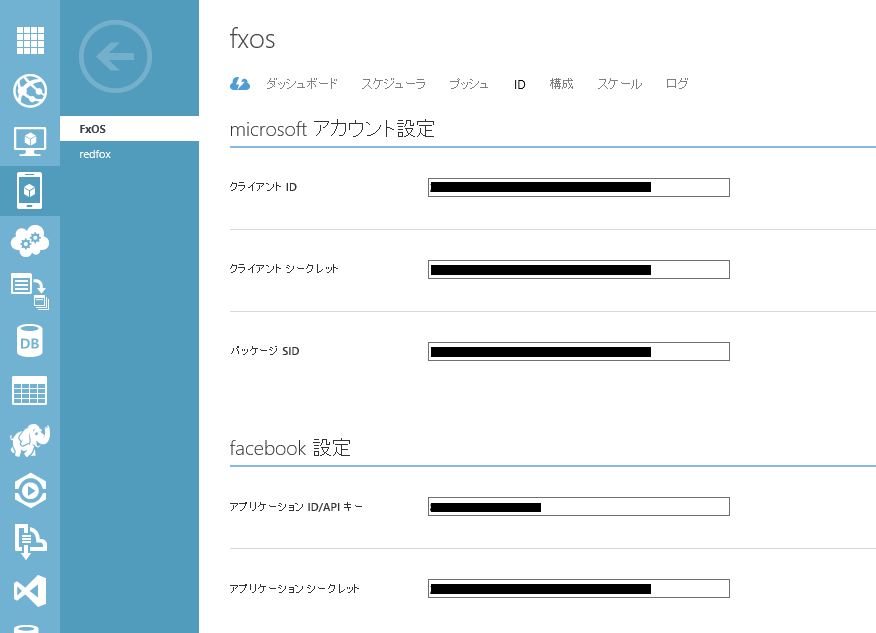 FxOS
redfox
DB
fxos
ダッシュボード スケジューラ プッシュ ID 構成 スケール ログ
microsoft アカウント設定
クライアント ID
クライアント シークレット
パッケージ SID
facebook 設定
アプリケーション ID/API キー
アプリケーション シークレット